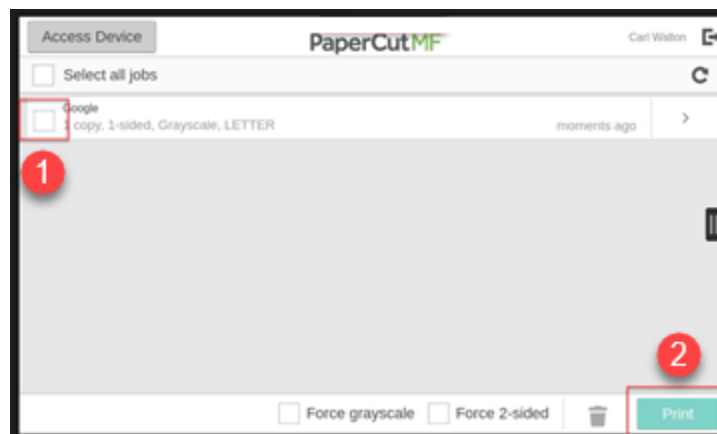 Access Device
PaperCutMF
Carl Walton
Select all jobs
Google
1 copy, 1-sided, Grayscale, LETTER
moments ago
1
2
Force grayscale
Force 2-sided
Print